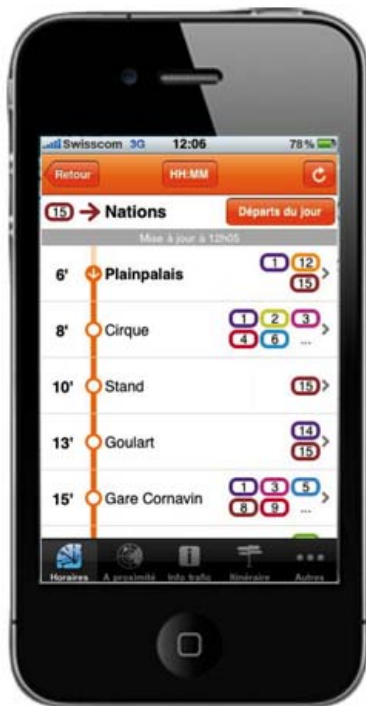 Swisscom 3G 12:06 78%
Retour HH:MM
15 Nations Départs du jour
Mise à jour à 12h05
6' Plainpalais 1 12
15
8' Cirque 1 2 3
4 6 ...
10' Stand 15
13' Goulart 14
15
15' Gare Cornavin 1 3 5
8 9 ...
Horaires A proximité Info trafic Itinéraire Autres